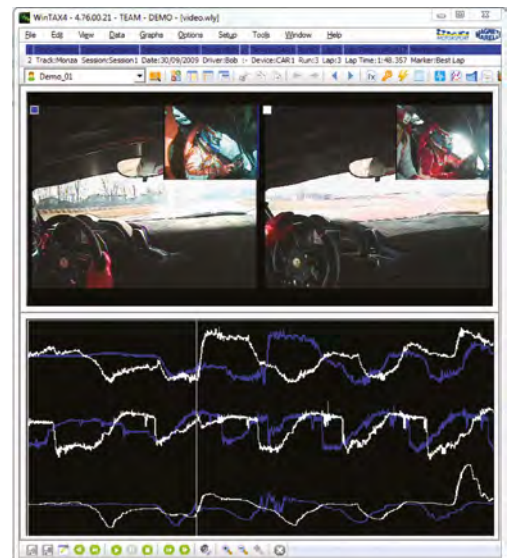 WinTAX4 - 4.76.00.21 - TEAM - DEMO - [video.wly]
File Edit View Data Graphs Options Setup Tools Window Help
2 Track:Monza Session:Session1 Date:30/09/2009 Driver:Bob :- Device:CAR1 Run:3 Lap:3 Lap Time:1:48.357 Marker:Best Lap
Demo_01